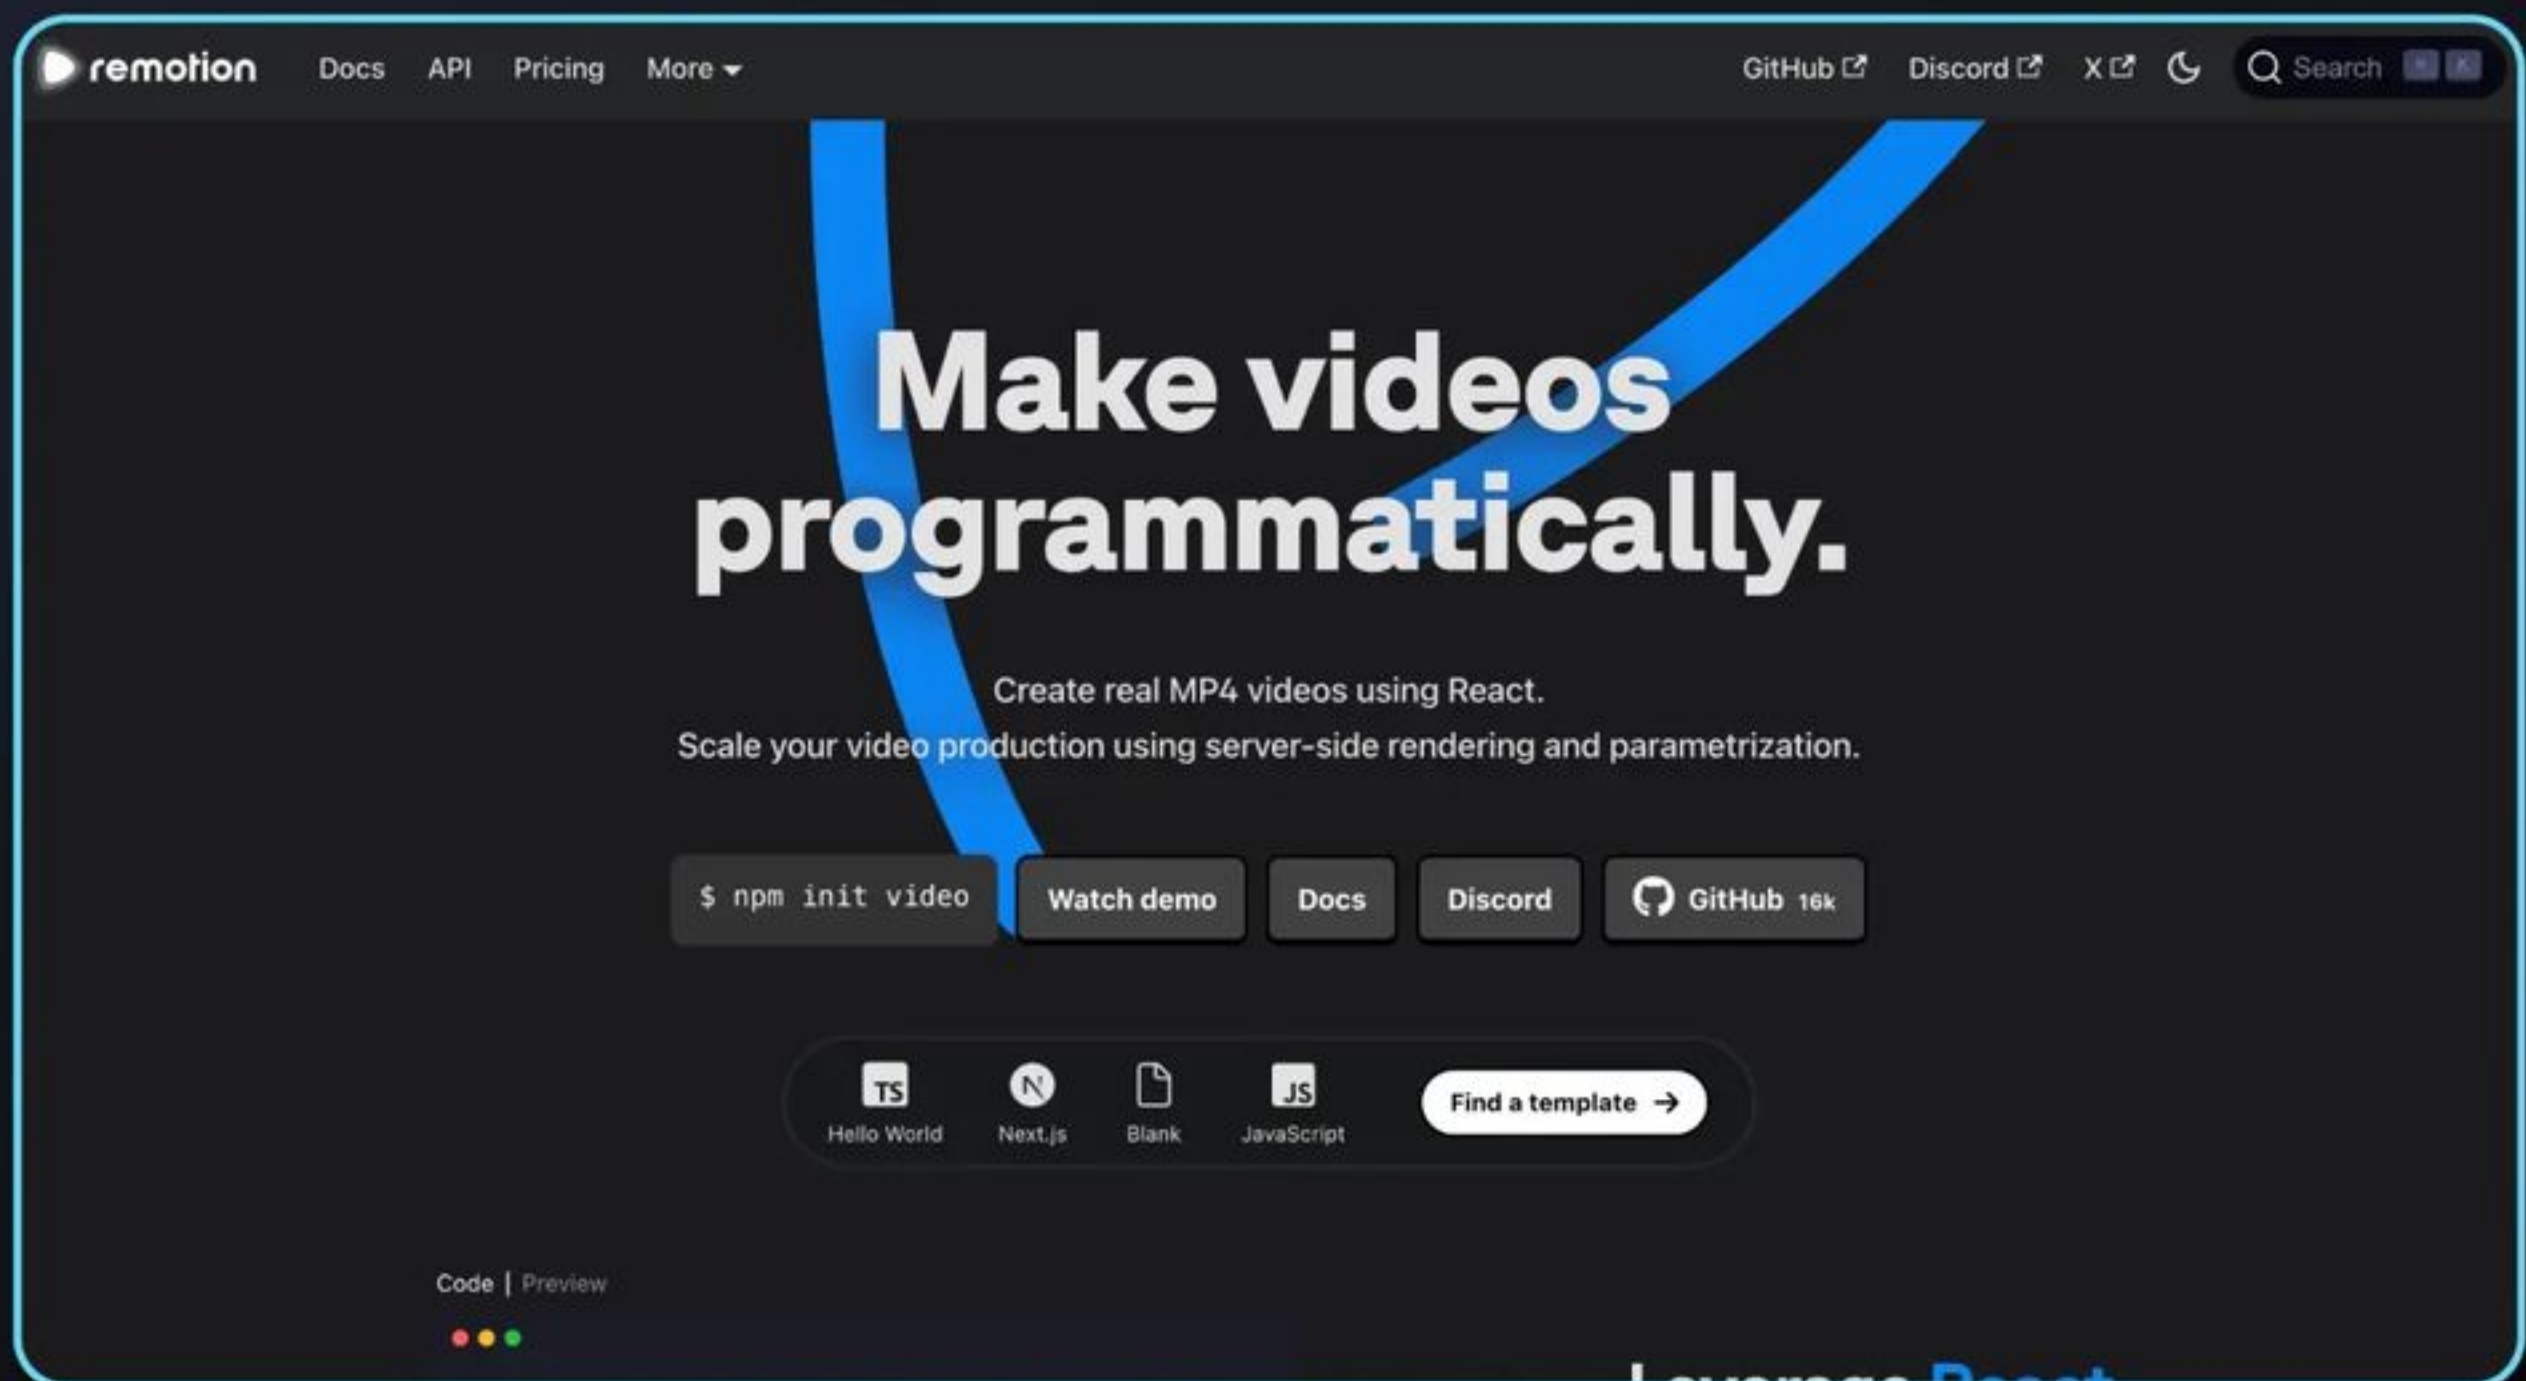 remotion Docs API Pricing More GitHub Discord X Search K
Make videos
programmatically.
Create real MP4 videos using React.
Scale your video production using server-side rendering and parametrization.
$ npm init video Watch demo Docs Discord GitHub 16k
TS N JS
Hello World Next.js Blank JavaScript Find a template →
Code | Preview
Leverage React